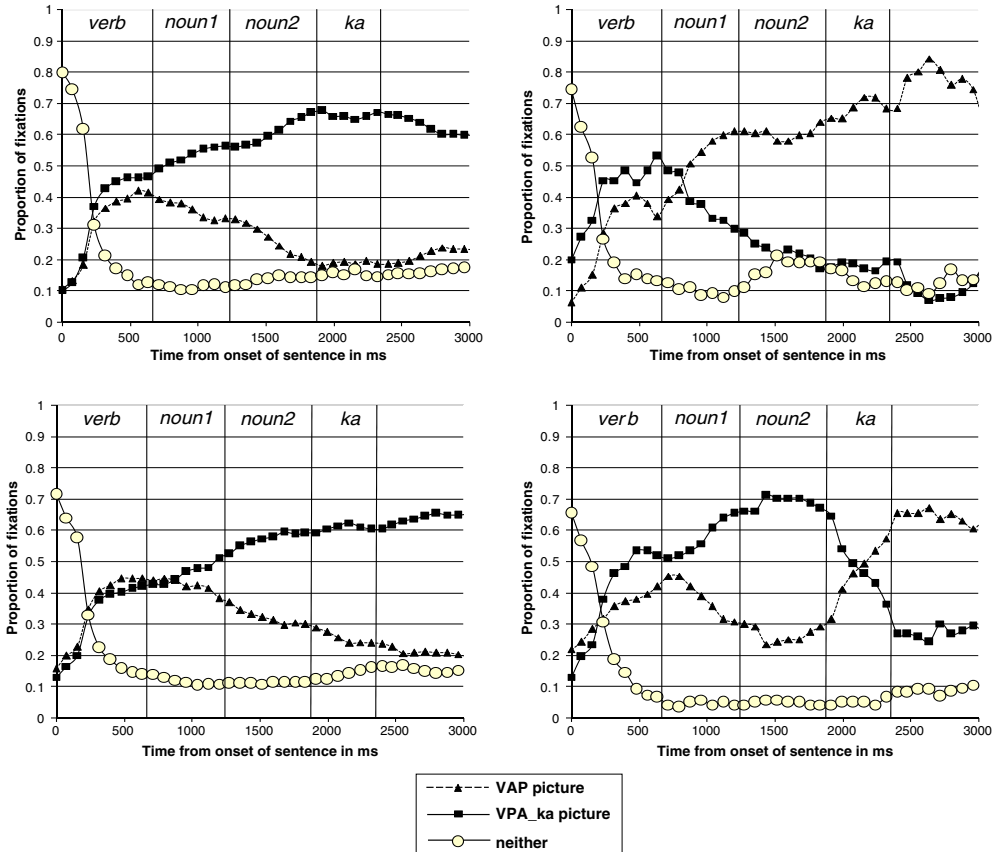 verb noun1 noun2 ka
1
0.9
0.8
0.7
0.6
0.5
0.4
0.3
0.2
0.1
0
Proportion of fixations
0 500 1000 1500 2000 2500 3000
Time from onset of sentence in ms
verb noun1 noun2 ka
1
0.9
0.8
0.7
0.6
0.5
0.4
0.3
0.2
0.1
0
Proportion of fixations
0 500 1000 1500 2000 2500 3000
Time from onset of sentence in ms
verb noun1 noun2 ka
1
0.9
0.8
0.7
0.6
0.5
0.4
0.3
0.2
0.1
0
Proportion of fixations
0 500 1000 1500 2000 2500 3000
Time from onset of sentence in ms
verb noun1 noun2 ka
1
0.9
0.8
0.7
0.6
0.5
0.4
0.3
0.2
0.1
0
Proportion of fixations
0 500 1000 1500 2000 2500 3000
Time from onset of sentence in ms
VAP picture
VPA_ka picture
neither